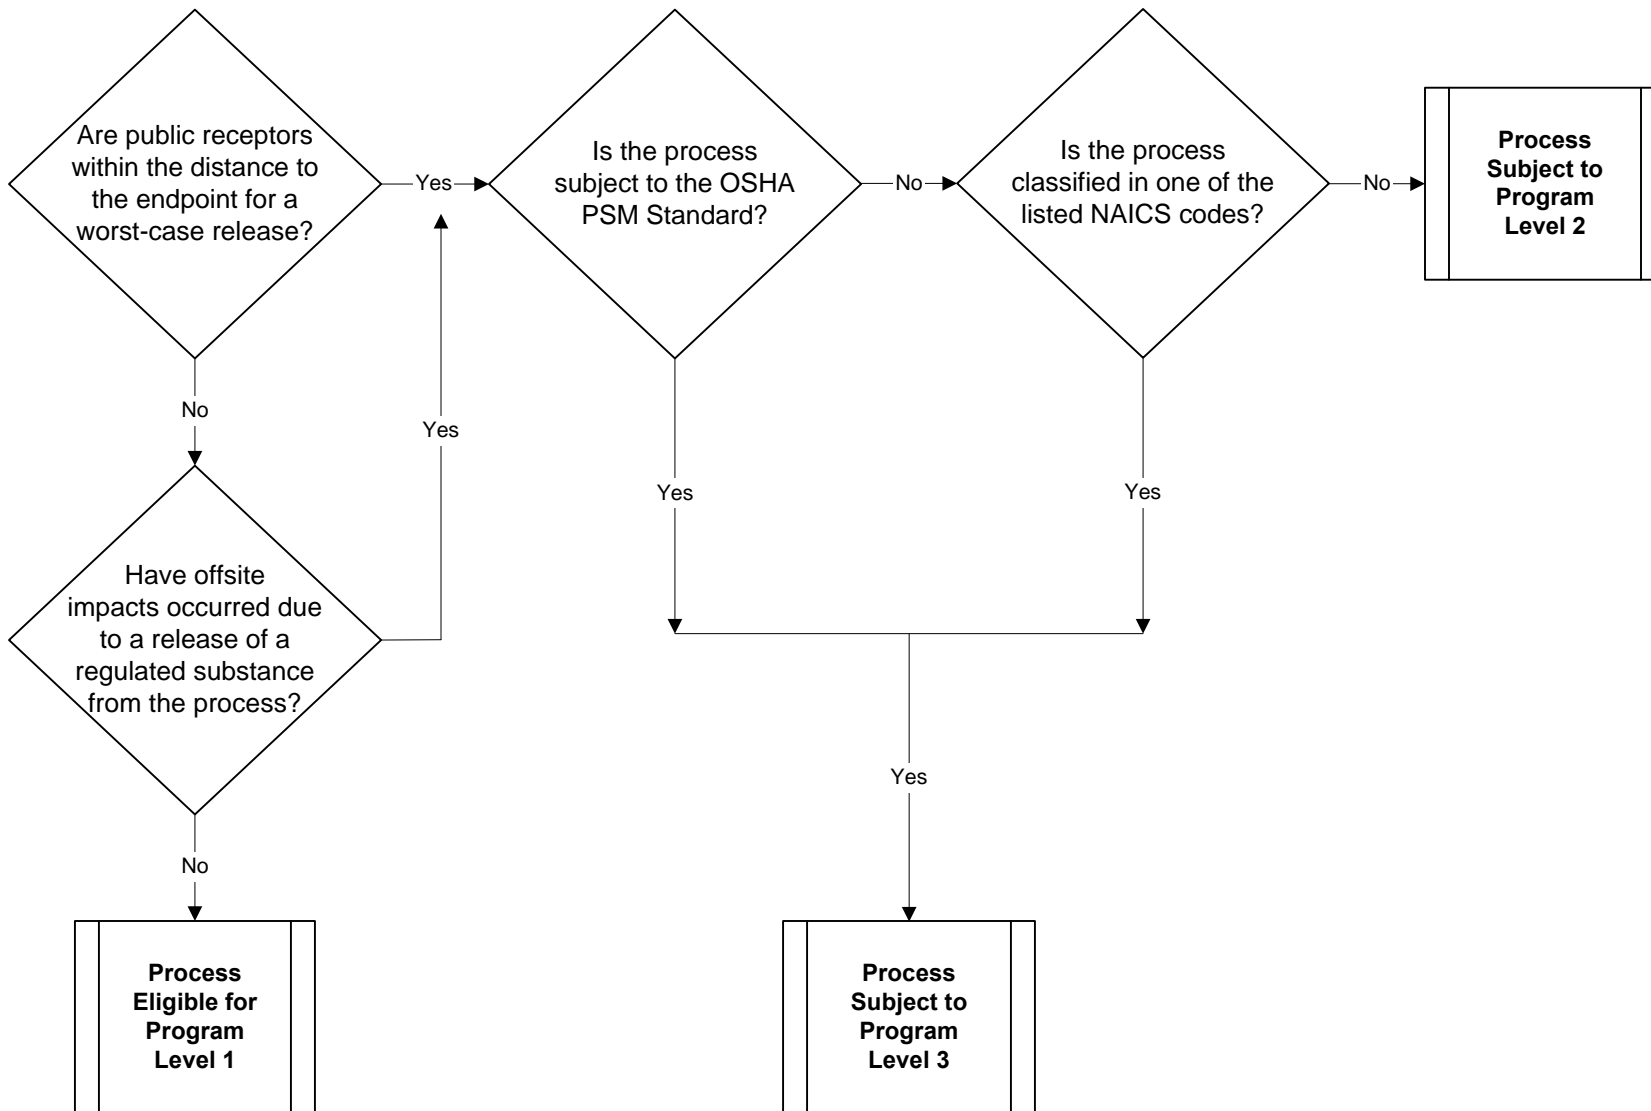 Are public receptors
within the distance to
the endpoint for a
worst-case release?
Yes
Is the process
subject to the OSHA
PSM Standard?
No
Is the process
classified in one of the
listed NAICS codes?
No
Process
Subject to
Program
Level 2
No
Yes
Yes
Yes
Have offsite
impacts occurred due
to a release of a
regulated substance
from the process?
Yes
No
Process
Eligible for
Program
Level 1
Process
Subject to
Program
Level 3